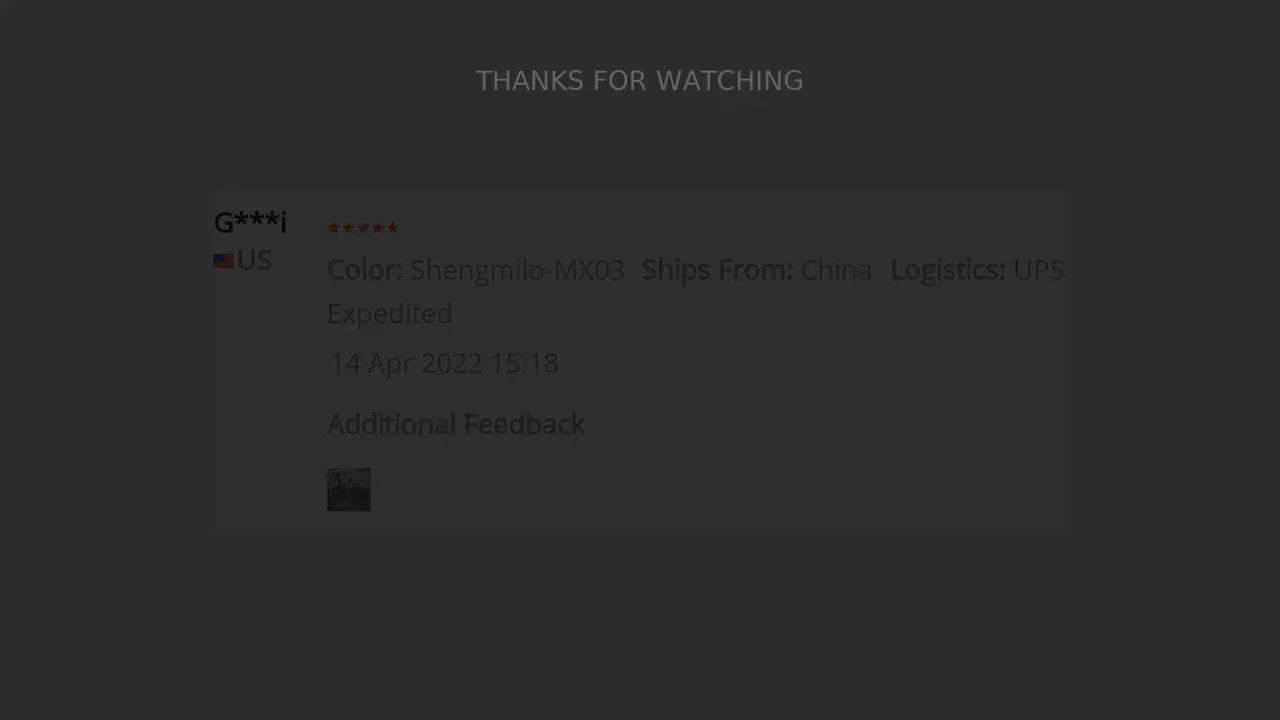 THANKS FOR WATCHING
G***i
US
Color: Shengmilo-MX03 Ships From: China Logistics: UPS
Expedited
14 Apr 2022 15:18
Additional Feedback